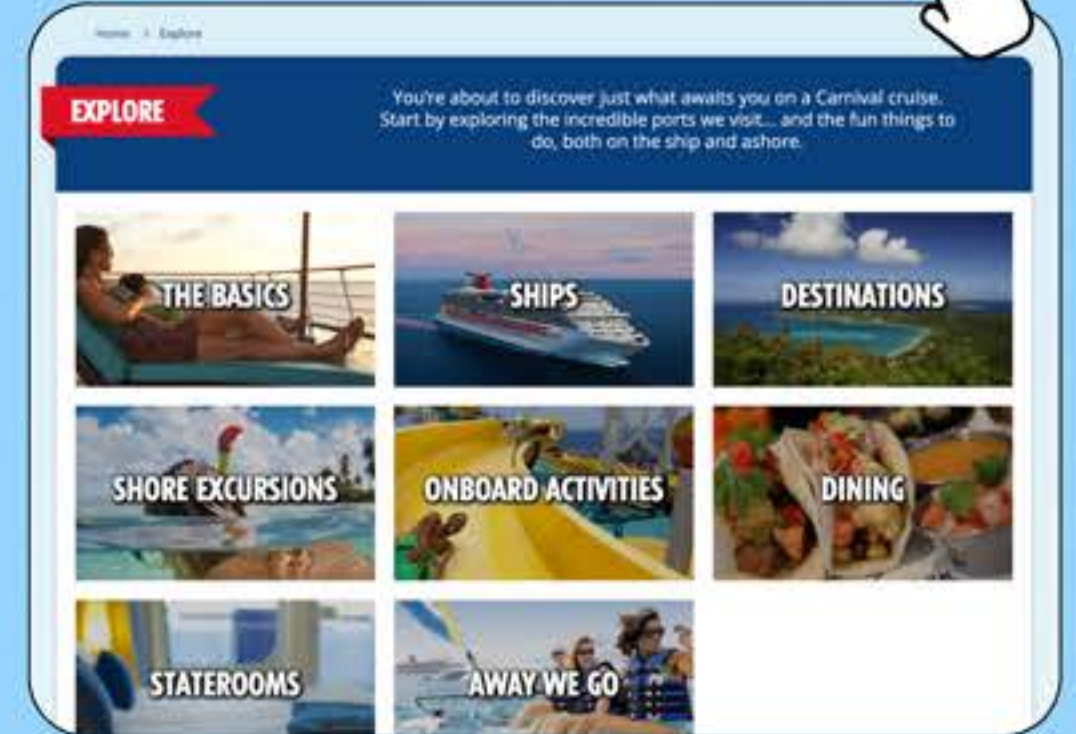 Home > Explore
EXPLORE
You're about to discover just what awaits you on a Carnival cruise.
Start by exploring the incredible ports we visit... and the fun things to
do, both on the ship and ashore.
THE BASICS
SHIPS
DESTINATIONS
SHORE EXCURSIONS
ONBOARD ACTIVITIES
DINING
STATEROOMS
AWAY WE GO